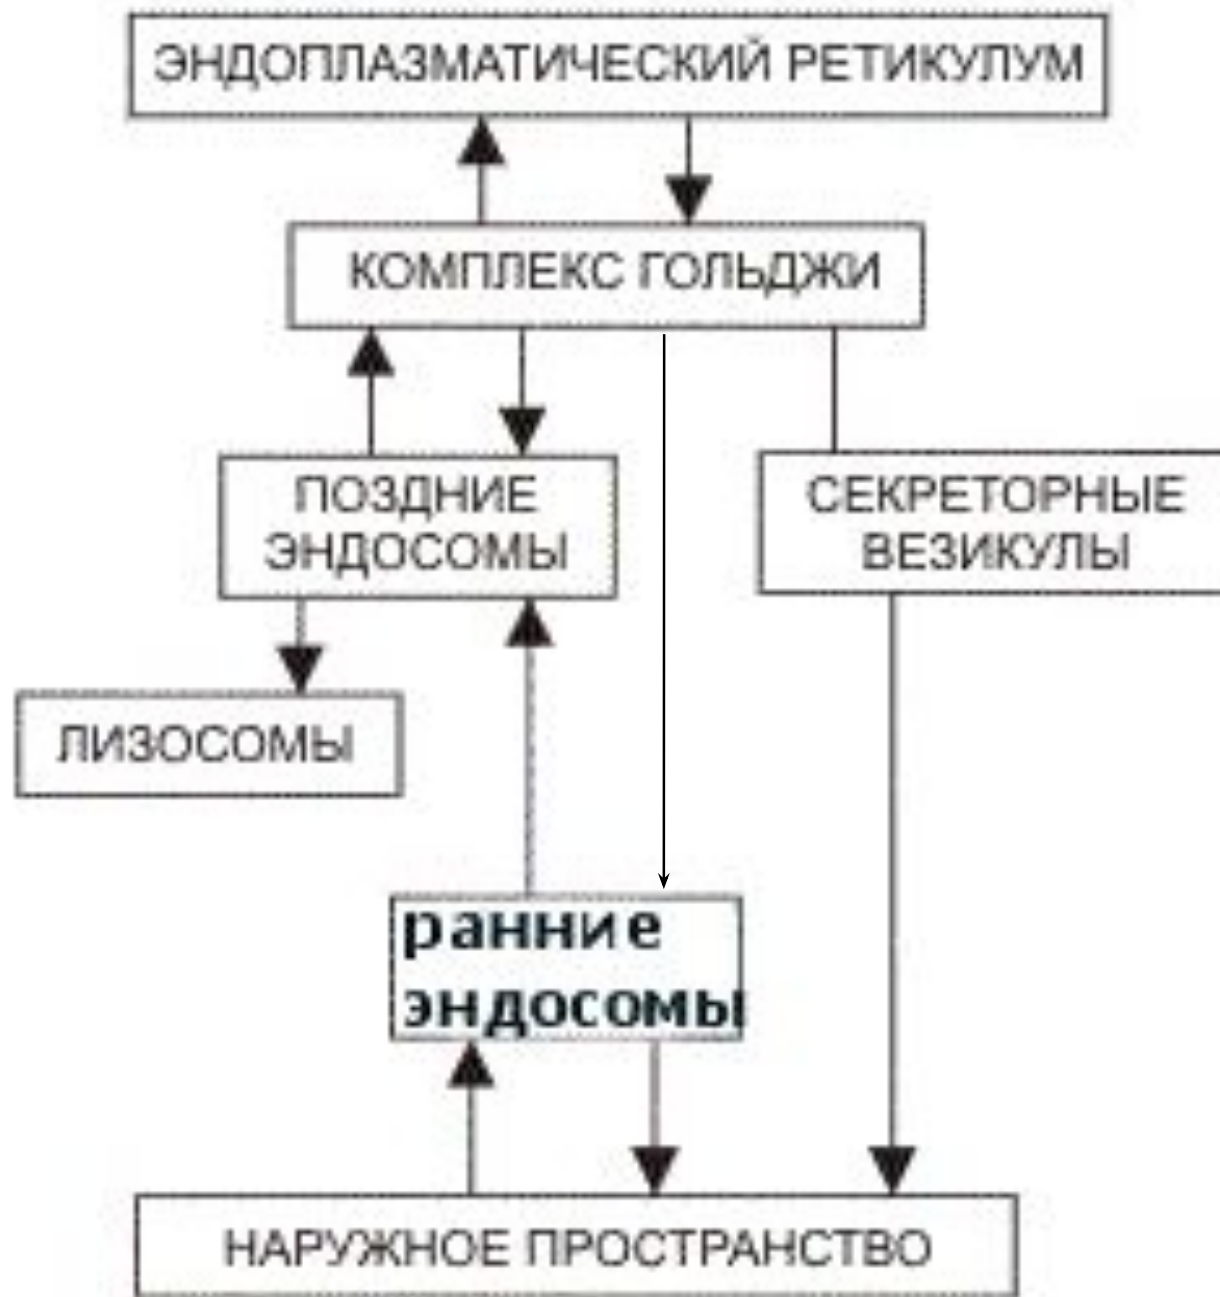 ЭНДОПЛАЗМАТИЧЕСКИЙ РЕТИКУЛУМ
КОМПЛЕКС ГОЛЬДЖИ
ПОЗДНИЕ
ЭНДОСОМЫ
СЕКРЕТОРНЫЕ
ВЕЗИКУЛЫ
ЛИЗОСОМЫ
ранние
эндосомы
НАРУЖНОЕ ПРОСТРАНСТВО